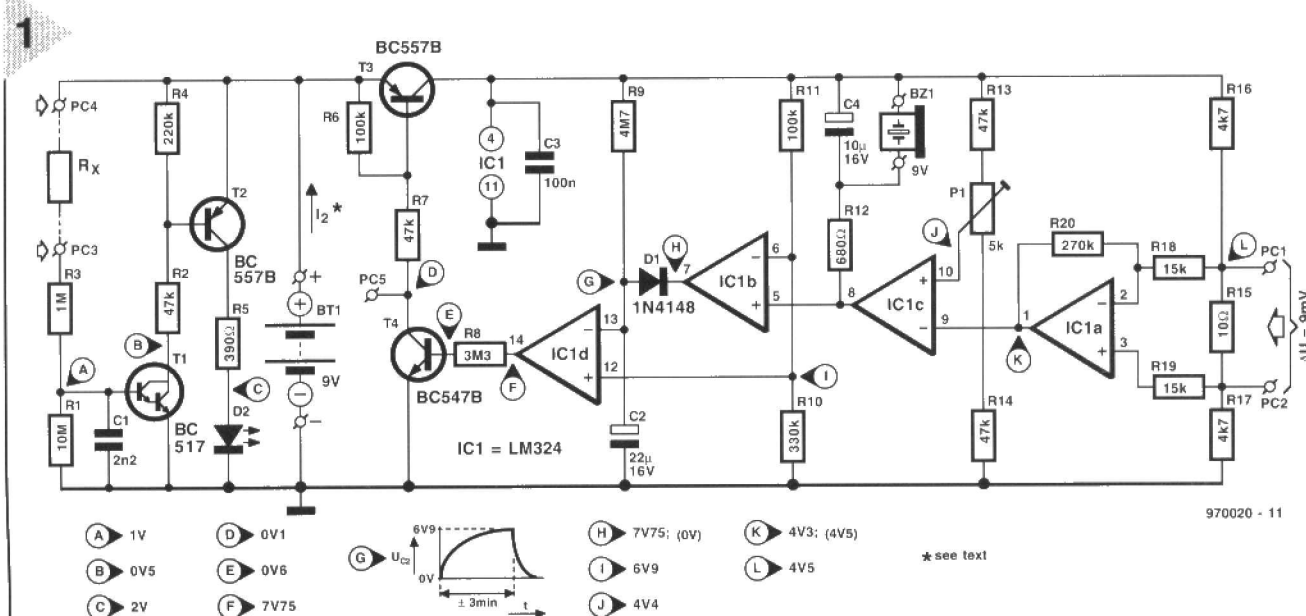 1
BC557B
T3
PC4
R4
220k
R6
100k
4
IC1
11
C3
100n
R9
4M7
R11
100k
C4
10µ
16V
BZ1
9V
R13
47k
R16
4k7
RX
T2
BC
557B
I2 *
R7
47k
P1
5k
R12
680Ω
J
R20
270k
R18
15k
L
PC1
PC3
R3
1M
R2
47k
R5
390Ω
+
BT1
9V
−
PC5
D
G
D1
1N4148
H
7
−
6
IC1b
+
5
8
+
10
IC1c
−
9
1
K
−
2
IC1a
+
3
R15
10Ω
R19
15k
PC2
B
A
T1
BC
517
C
D2
R1
10M
C1
2n2
T4
BC547B
E
R8
3M3
14
F
−
13
IC1d
+
12
I
IC1 = LM324
C2
22µ
16V
R10
330k
R14
47k
R17
4k7
970020 - 11
A 1V
B 0V5
C 2V
D 0V1
E 0V6
F 7V75
G UC2
6V9
0V
± 3min
t
H 7V75; (0V)
I 6V9
J 4V4
K 4V3; (4V5)
L 4V5
* see text